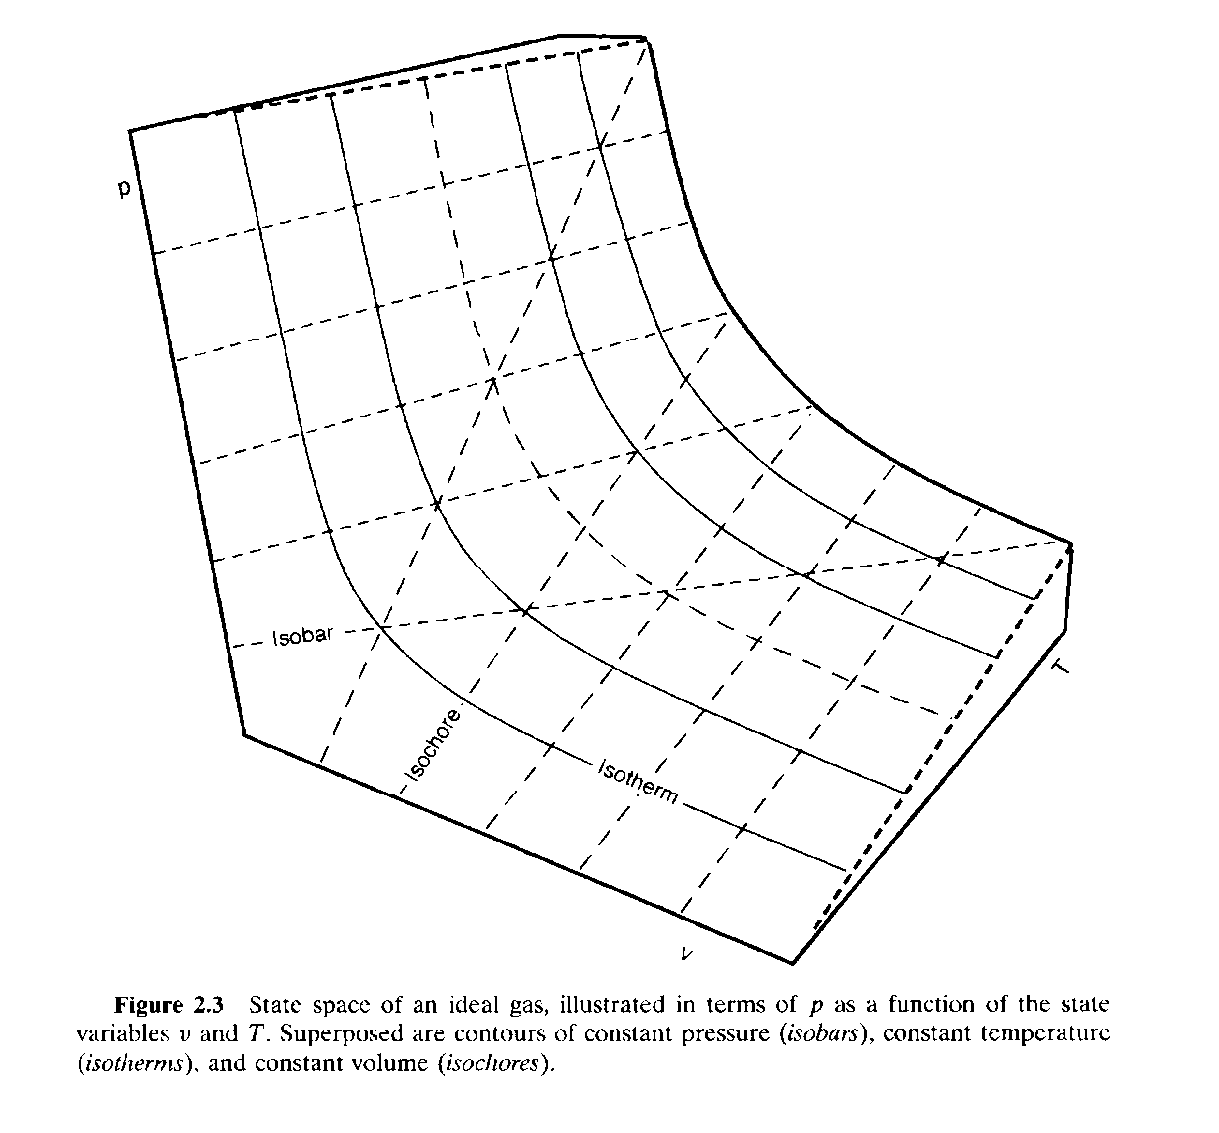 p
Isobar
Isochore
Isotherm
T
v
Figure 2.3 State space of an ideal gas, illustrated in terms of p as a function of the state
variables v and T. Superposed are contours of constant pressure (isobars), constant temperature
(isotherms), and constant volume (isochores).